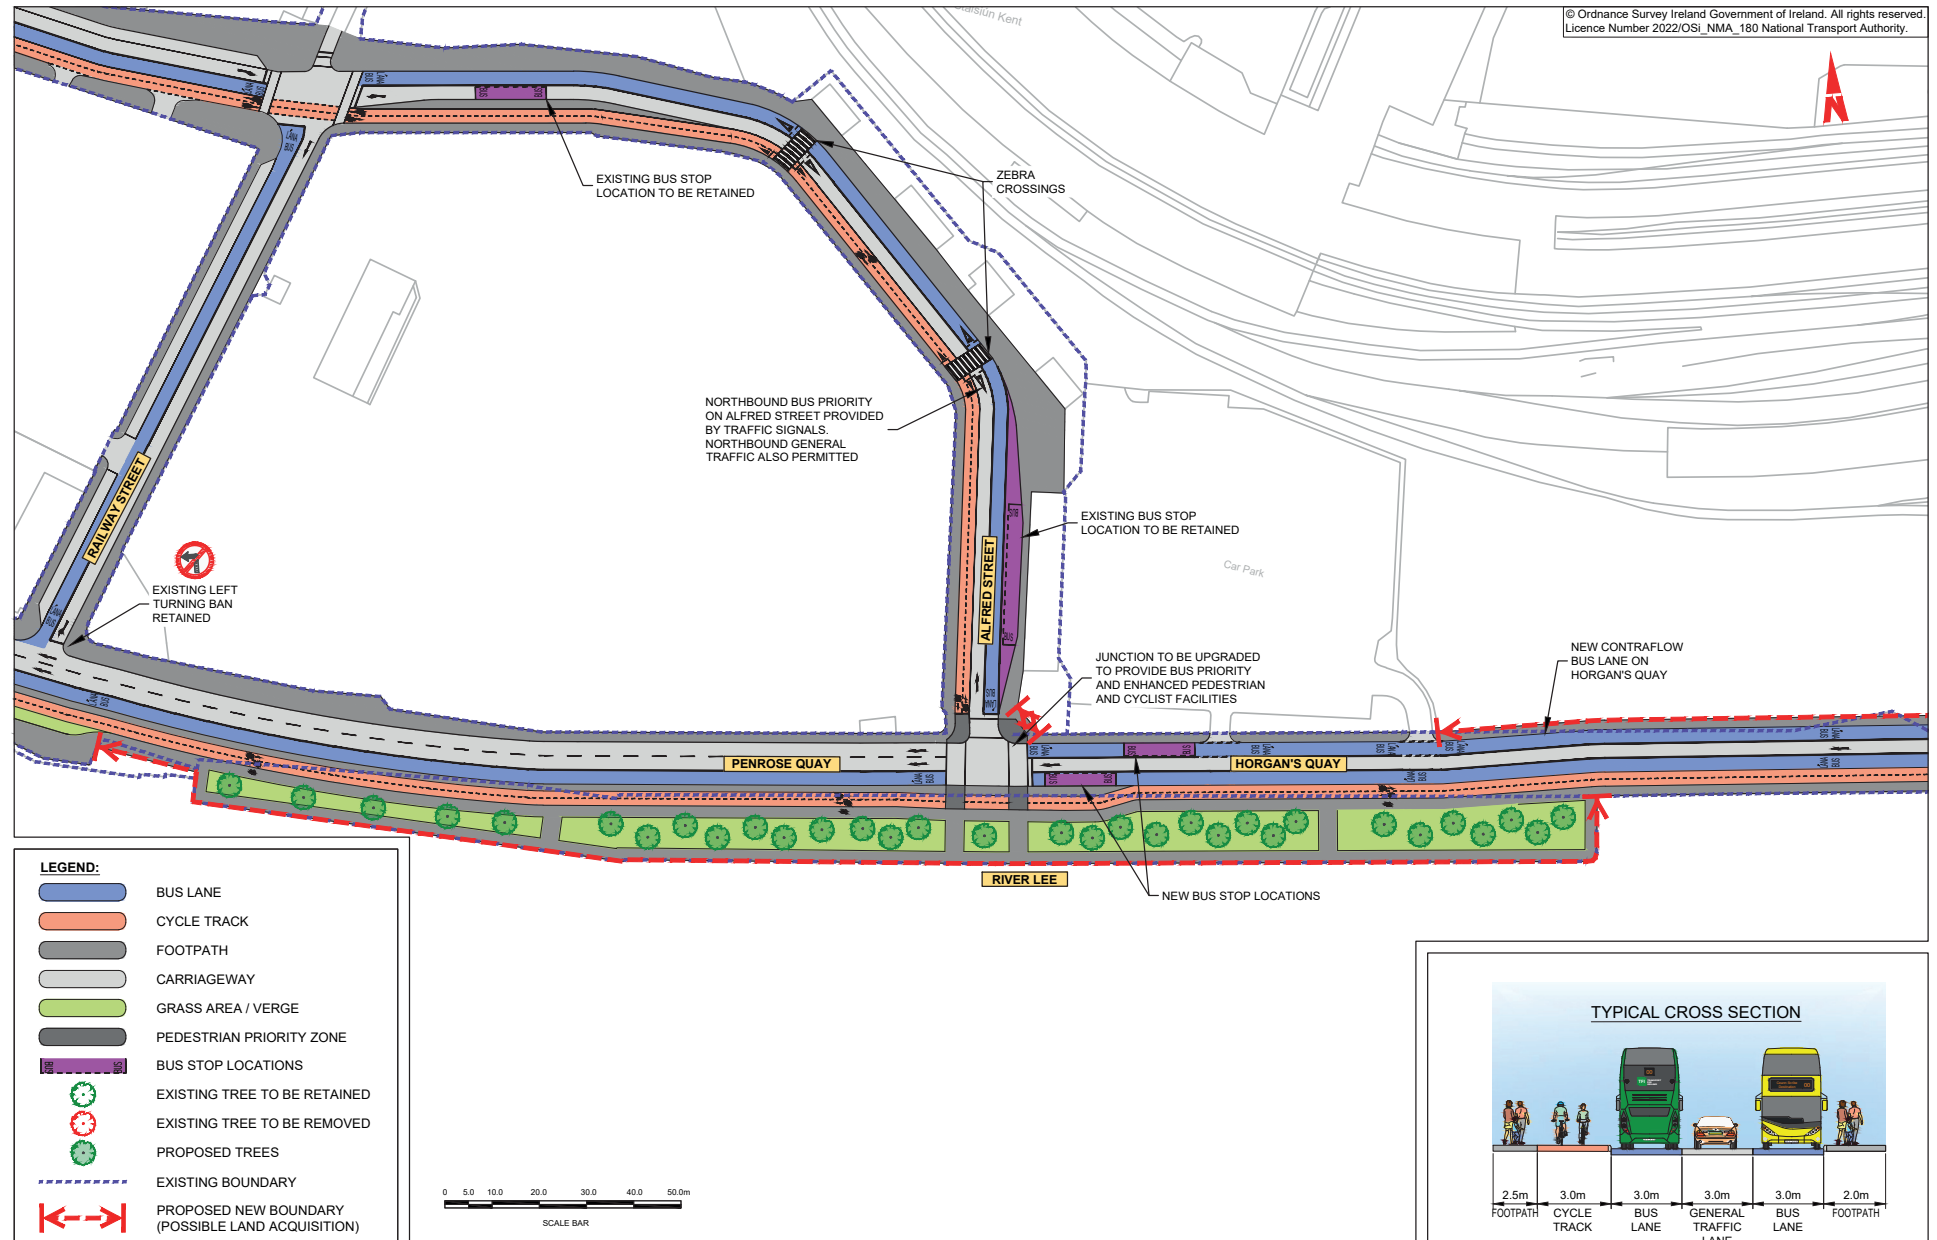 © Ordnance Survey Ireland Government of Ireland. All rights reserved.
Licence Number 2022/OSi_NMA_180 National Transport Authority.
Kent
N
EXISTING BUS STOP
LOCATION TO BE RETAINED
ZEBRA
CROSSINGS
NORTHBOUND BUS PRIORITY
ON ALFRED STREET PROVIDED
BY TRAFFIC SIGNALS.
NORTHBOUND GENERAL
TRAFFIC ALSO PERMITTED
EXISTING BUS STOP
LOCATION TO BE RETAINED
Car Park
RAILWAY STREET
ALFRED STREET
EXISTING LEFT
TURNING BAN
RETAINED
JUNCTION TO BE UPGRADED
TO PROVIDE BUS PRIORITY
AND ENHANCED PEDESTRIAN
AND CYCLIST FACILITIES
NEW CONTRAFLOW
BUS LANE ON
HORGAN'S QUAY
PENROSE QUAY
HORGAN'S QUAY
RIVER LEE
NEW BUS STOP LOCATIONS
LEGEND:
BUS LANE
CYCLE TRACK
FOOTPATH
CARRIAGEWAY
GRASS AREA / VERGE
PEDESTRIAN PRIORITY ZONE
BUS BUS
BUS STOP LOCATIONS
EXISTING TREE TO BE RETAINED
EXISTING TREE TO BE REMOVED
PROPOSED TREES
EXISTING BOUNDARY
PROPOSED NEW BOUNDARY
(POSSIBLE LAND ACQUISITION)
0 5.0 10.0 20.0 30.0 40.0 50.0m
SCALE BAR
TYPICAL CROSS SECTION
2.5m 3.0m 3.0m 3.0m 3.0m 2.0m
FOOTPATH CYCLE TRACK BUS LANE GENERAL TRAFFIC LANE BUS LANE FOOTPATH